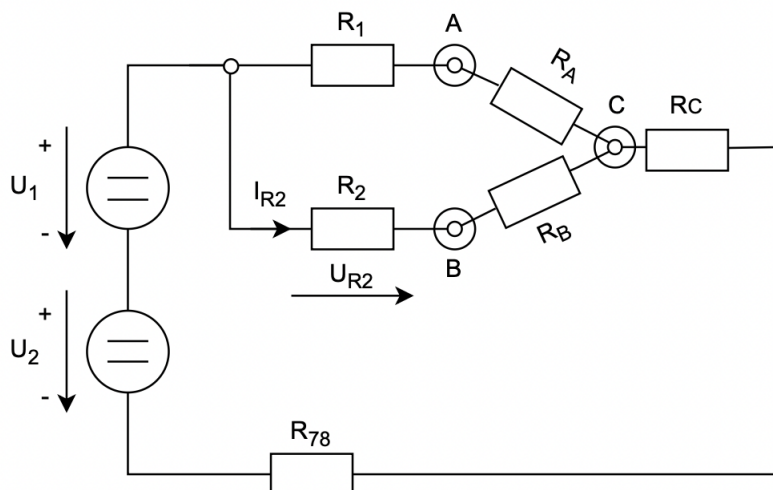 R1
A
RA
C
RC
+
U1
-
IR2
R2
RB
B
UR2
+
U2
-
R78